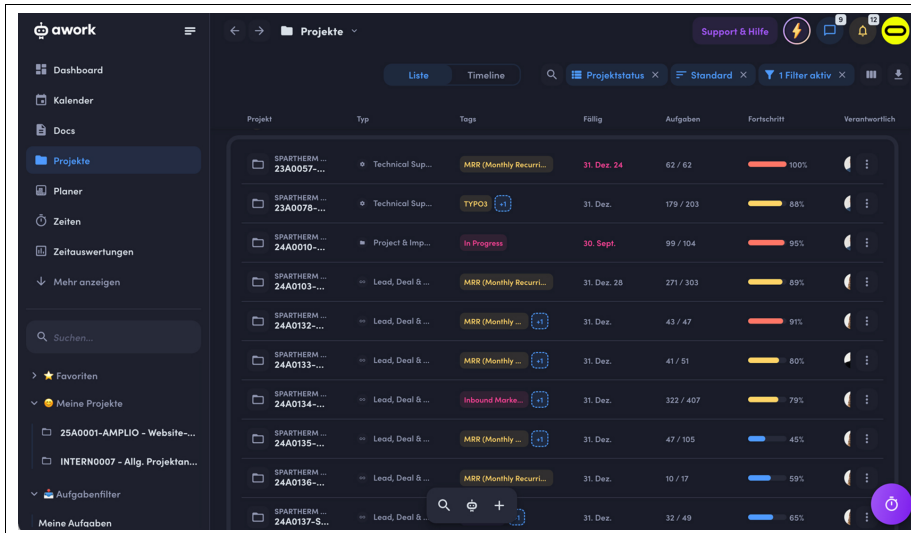 awork
Projekte
Support & Hilfe
9
12
Dashboard
Kalender
Docs
Projekte
Planer
Zeiten
Zeitauswertungen
Mehr anzeigen
Suchen...
Favoriten
Meine Projekte
25A0001-AMPLIO - Website-...
INTERN0007 - Allg. Projektan...
Aufgabenfilter
Meine Aufgaben
Liste
Timeline
Projektstatus
Standard
1 Filter aktiv
Projekt Typ Tags Fällig Aufgaben Fortschritt Verantwortlich
SPARTHERM ...
23A0057-... Technical Sup... MRR (Monthly Recurri... 31. Dez. 24 62 / 62 100%
SPARTHERM ...
23A0078-... Technical Sup... TYPO3 +1 31. Dez. 179 / 203 88%
SPARTHERM ...
24A0010-... Project & Imp... In Progress 30. Sept. 99 / 104 95%
SPARTHERM ...
24A0103-... Lead, Deal & ... MRR (Monthly Recurri... 31. Dez. 28 271 / 303 89%
SPARTHERM ...
24A0132-... Lead, Deal & ... MRR (Monthly ... +1 31. Dez. 43 / 47 91%
SPARTHERM ...
24A0133-... Lead, Deal & ... MRR (Monthly ... +1 31. Dez. 41 / 51 80%
SPARTHERM ...
24A0134-... Lead, Deal & ... Inbound Marke... +1 31. Dez. 322 / 407 79%
SPARTHERM ...
24A0135-... Lead, Deal & ... MRR (Monthly ... +1 31. Dez. 47 / 105 45%
SPARTHERM ...
24A0136-... Lead, Deal & ... MRR (Monthly Recurri... 31. Dez. 10 / 17 59%
SPARTHERM ...
24A0137-S... Lead, Deal & +1 31. Dez. 32 / 49 65%